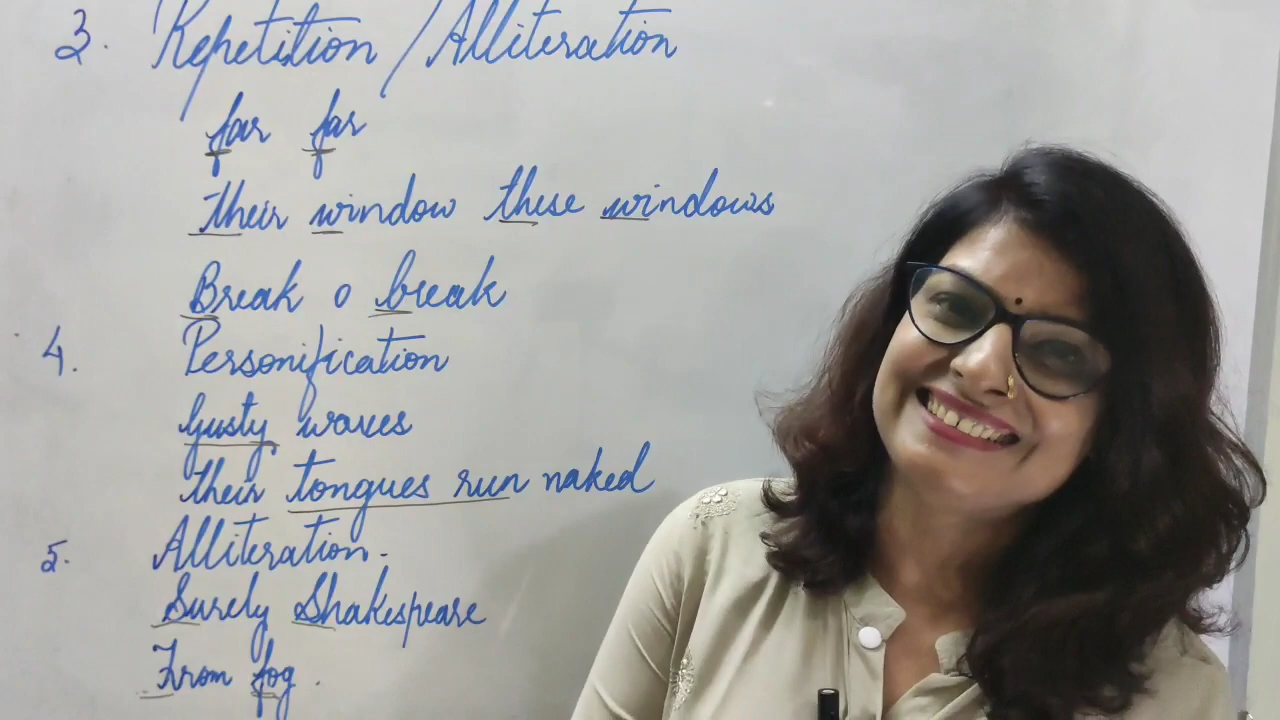 3. Repetition / Alliteration
far far
Their window these windows
Break o break
4. Personification
Gusty waves
their tongues run naked
5. Alliteration.
Surely Shakespeare
From fog.